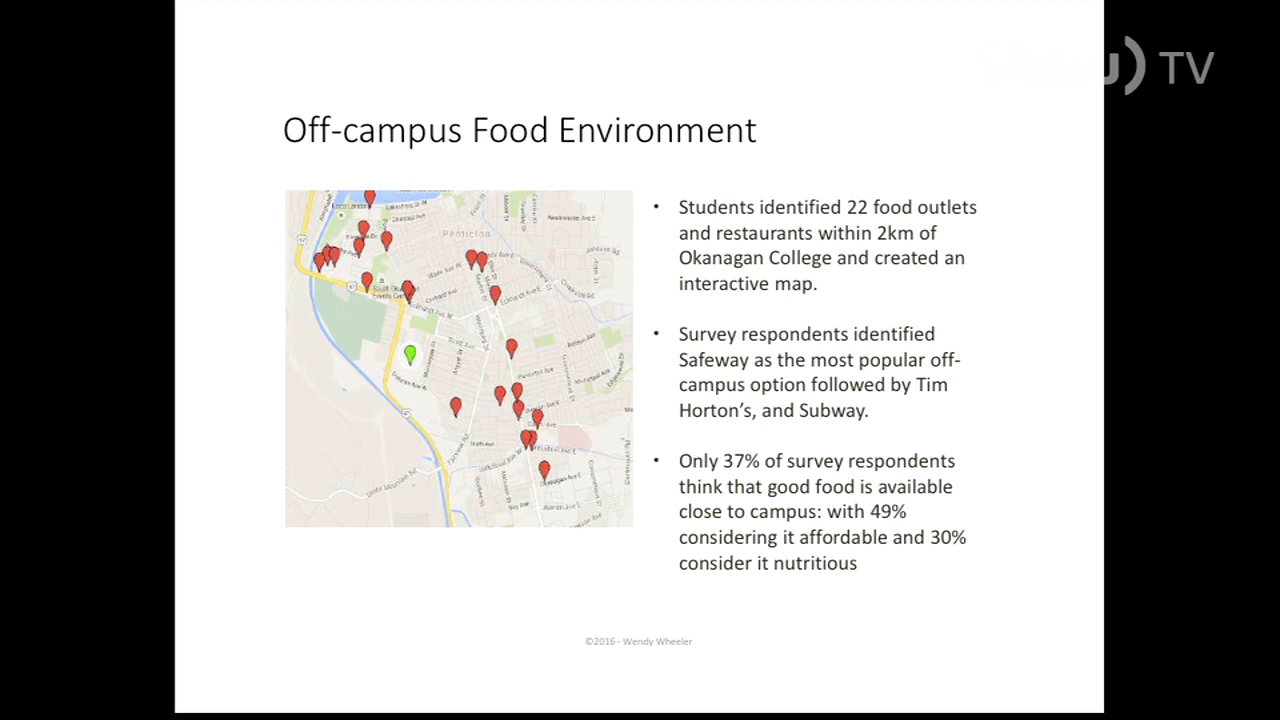 TV
Off-campus Food Environment
Penticton
• Students identified 22 food outlets
and restaurants within 2km of
Okanagan College and created an
interactive map.
• Survey respondents identified
Safeway as the most popular off-
campus option followed by Tim
Horton's, and Subway.
• Only 37% of survey respondents
think that good food is available
close to campus: with 49%
considering it affordable and 30%
consider it nutritious
©2016 - Wendy Wheeler